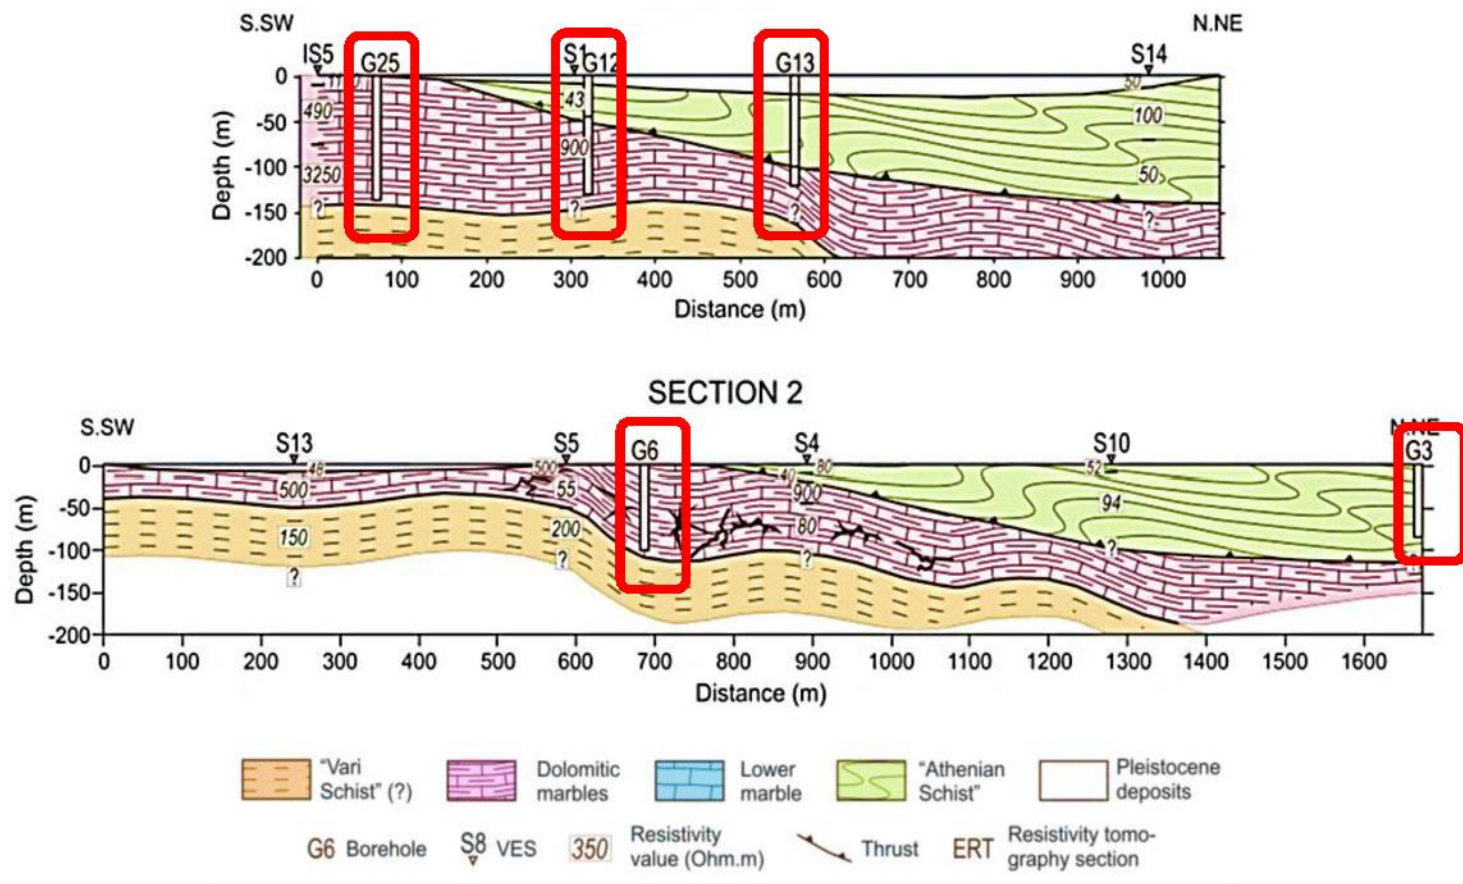 S.SW
N.NE
IS5
G25
S1
G12
G13
S14
0
-50
-100
-150
-200
Depth (m)
490
3250
?
43
900
?
?
50
100
50
?
0 100 200 300 400 500 600 700 800 900 1000
Distance (m)
SECTION 2
S.SW
N.NE
S13
S5
G6
S4
S10
G3
0
-50
-100
-150
-200
Depth (m)
48
500
150
?
500
55
200
?
40
80
900
80
?
52
94
?
0 100 200 300 400 500 600 700 800 900 1000 1100 1200 1300 1400 1500 1600
Distance (m)
"Vari
Schist" (?)
Dolomitic
marbles
Lower
marble
"Athenian
Schist"
Pleistocene
deposits
G6 Borehole
S8 VES
350
Resistivity
value (Ohm.m)
Thrust
ERT
Resistivity tomo-
graphy section